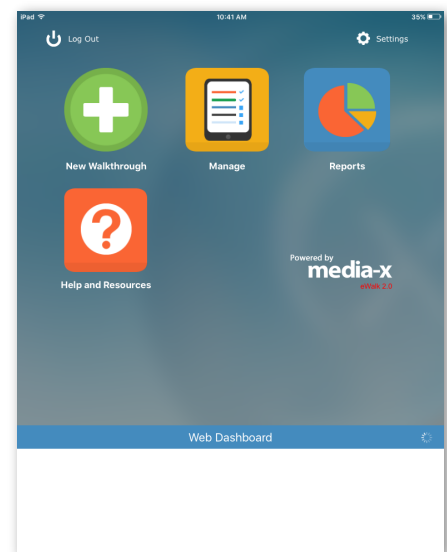 iPad 10:41 AM 35%
Log Out Settings
New Walkthrough Manage Reports
Help and Resources
Powered by
media-x
eWalk 2.0
Web Dashboard